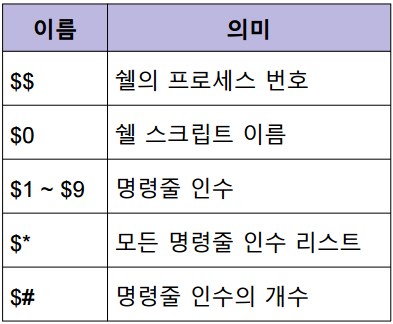 이름 의미
$$ 쉘의 프로세스 번호
$0 쉘 스크립트 이름
$1 ~ $9 명령줄 인수
$* 모든 명령줄 인수 리스트
$# 명령줄 인수의 개수